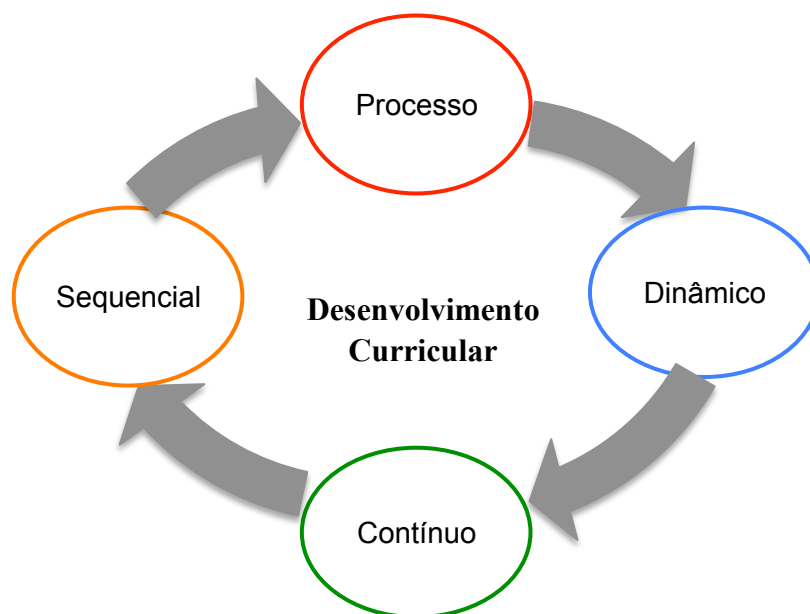 Processo
Sequencial
Dinâmico
Desenvolvimento
Curricular
Contínuo